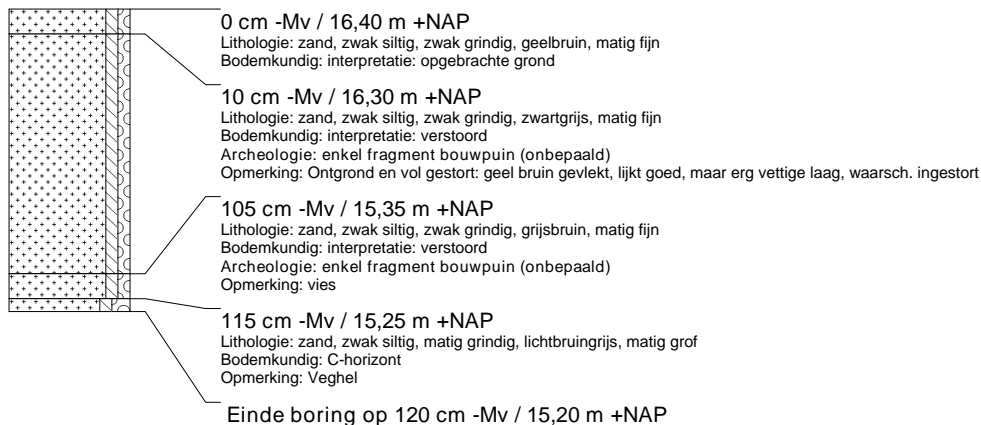 0 cm -Mv / 16,40 m +NAP
Lithologie: zand, zwak siltig, zwak grindig, geelbruin, matig fijn
Bodemkundig: interpretatie: opgebrachte grond
10 cm -Mv / 16,30 m +NAP
Lithologie: zand, zwak siltig, zwak grindig, zwartgrijs, matig fijn
Bodemkundig: interpretatie: verstoord
Archeologie: enkel fragment bouwpuin (onbepaald)
Opmerking: Ontgrond en vol gestort: geel bruin gevlekt, lijkt goed, maar erg vettige laag, waarsch. ingestort
105 cm -Mv / 15,35 m +NAP
Lithologie: zand, zwak siltig, zwak grindig, grijsbruin, matig fijn
Bodemkundig: interpretatie: verstoord
Archeologie: enkel fragment bouwpuin (onbepaald)
Opmerking: vies
115 cm -Mv / 15,25 m +NAP
Lithologie: zand, zwak siltig, matig grindig, lichtbruingrijs, matig grof
Bodemkundig: C-horizont
Opmerking: Veghel
Einde boring op 120 cm -Mv / 15,20 m +NAP